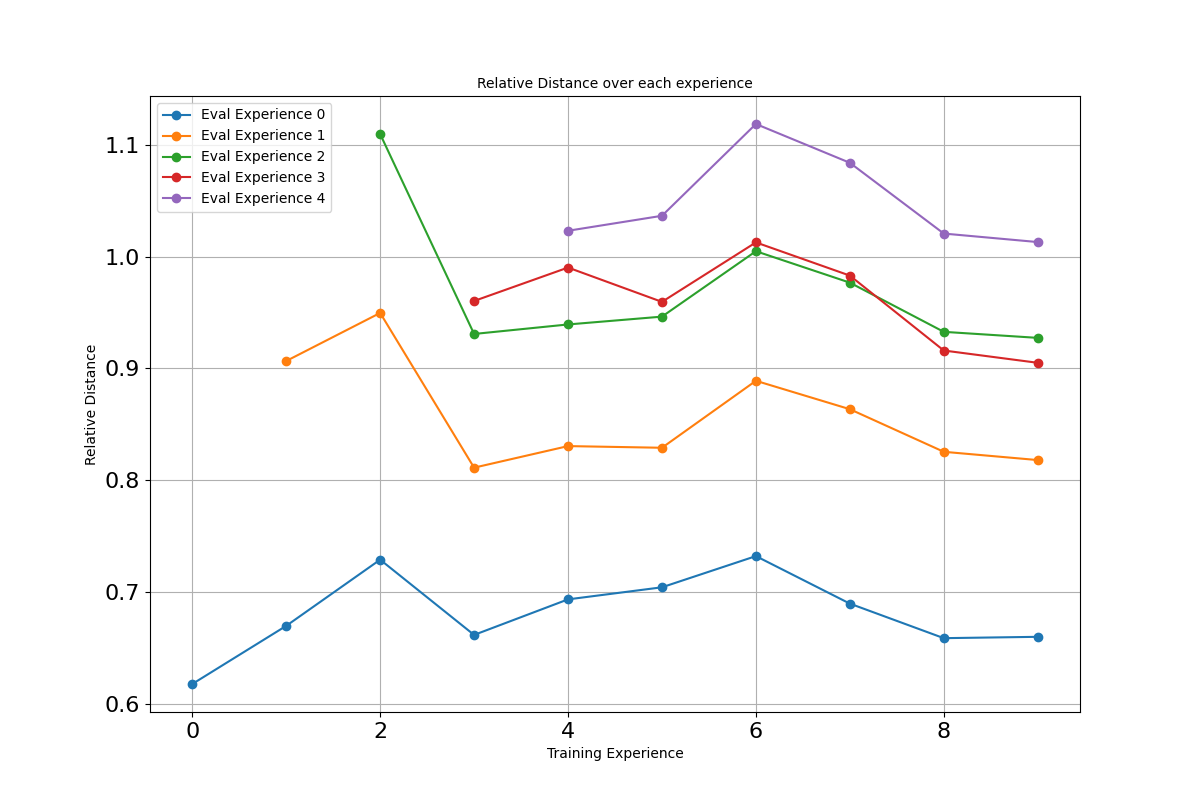 Relative Distance over each experience
Eval Experience 0
Eval Experience 1
Eval Experience 2
Eval Experience 3
Eval Experience 4
1.1
1.0
0.9
0.8
0.7
0.6
Relative Distance
0 2 4 6 8
Training Experience